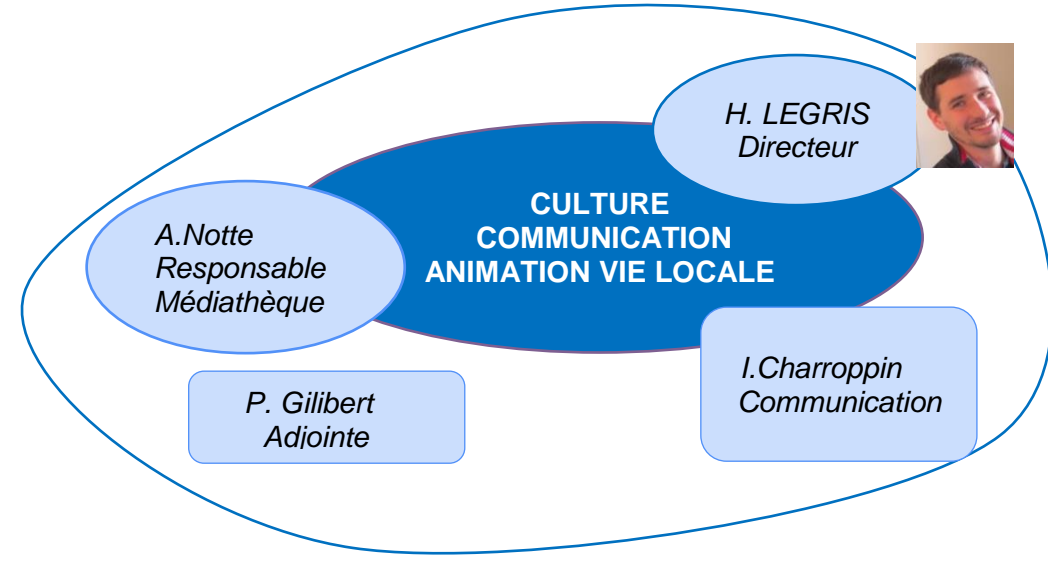 H. LEGRIS
Directeur
CULTURE
COMMUNICATION
ANIMATION VIE LOCALE
A.Notte
Responsable
Médiathèque
I.Charroppin
Communication
P. Gilibert
Adjointe